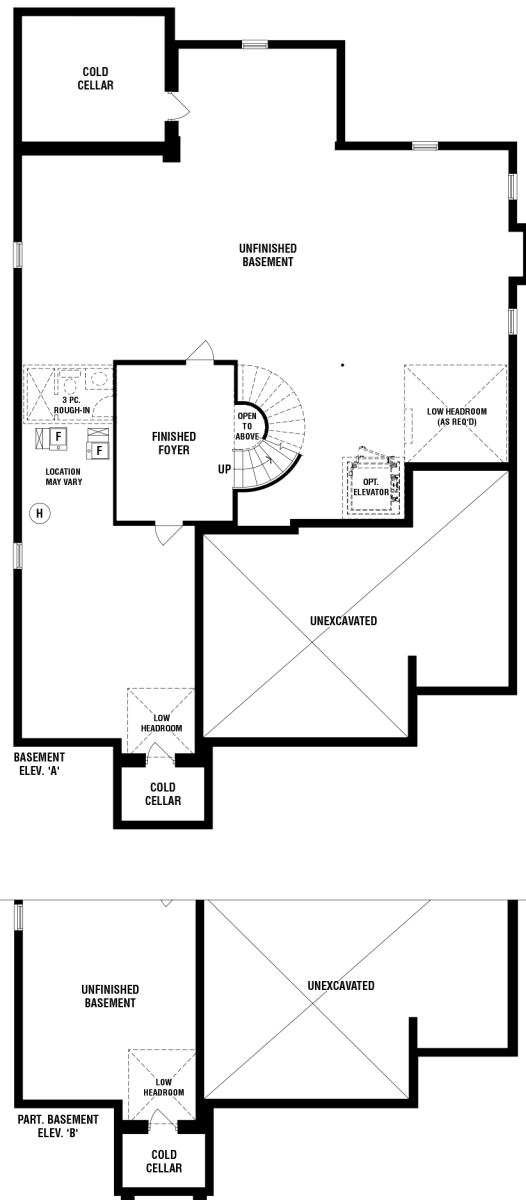 COLD
CELLAR
UNFINISHED
BASEMENT
3 PC.
ROUGH-IN
F
F
LOCATION
MAY VARY
H
FINISHED
FOYER
OPEN
TO
ABOVE
UP
LOW HEADROOM
(AS REQ'D)
OPT.
ELEVATOR
UNEXCAVATED
LOW
HEADROOM
COLD
CELLAR
BASEMENT
ELEV. 'A'
UNFINISHED
BASEMENT
UNEXCAVATED
LOW
HEADROOM
PART. BASEMENT
ELEV. 'B'
COLD
CELLAR